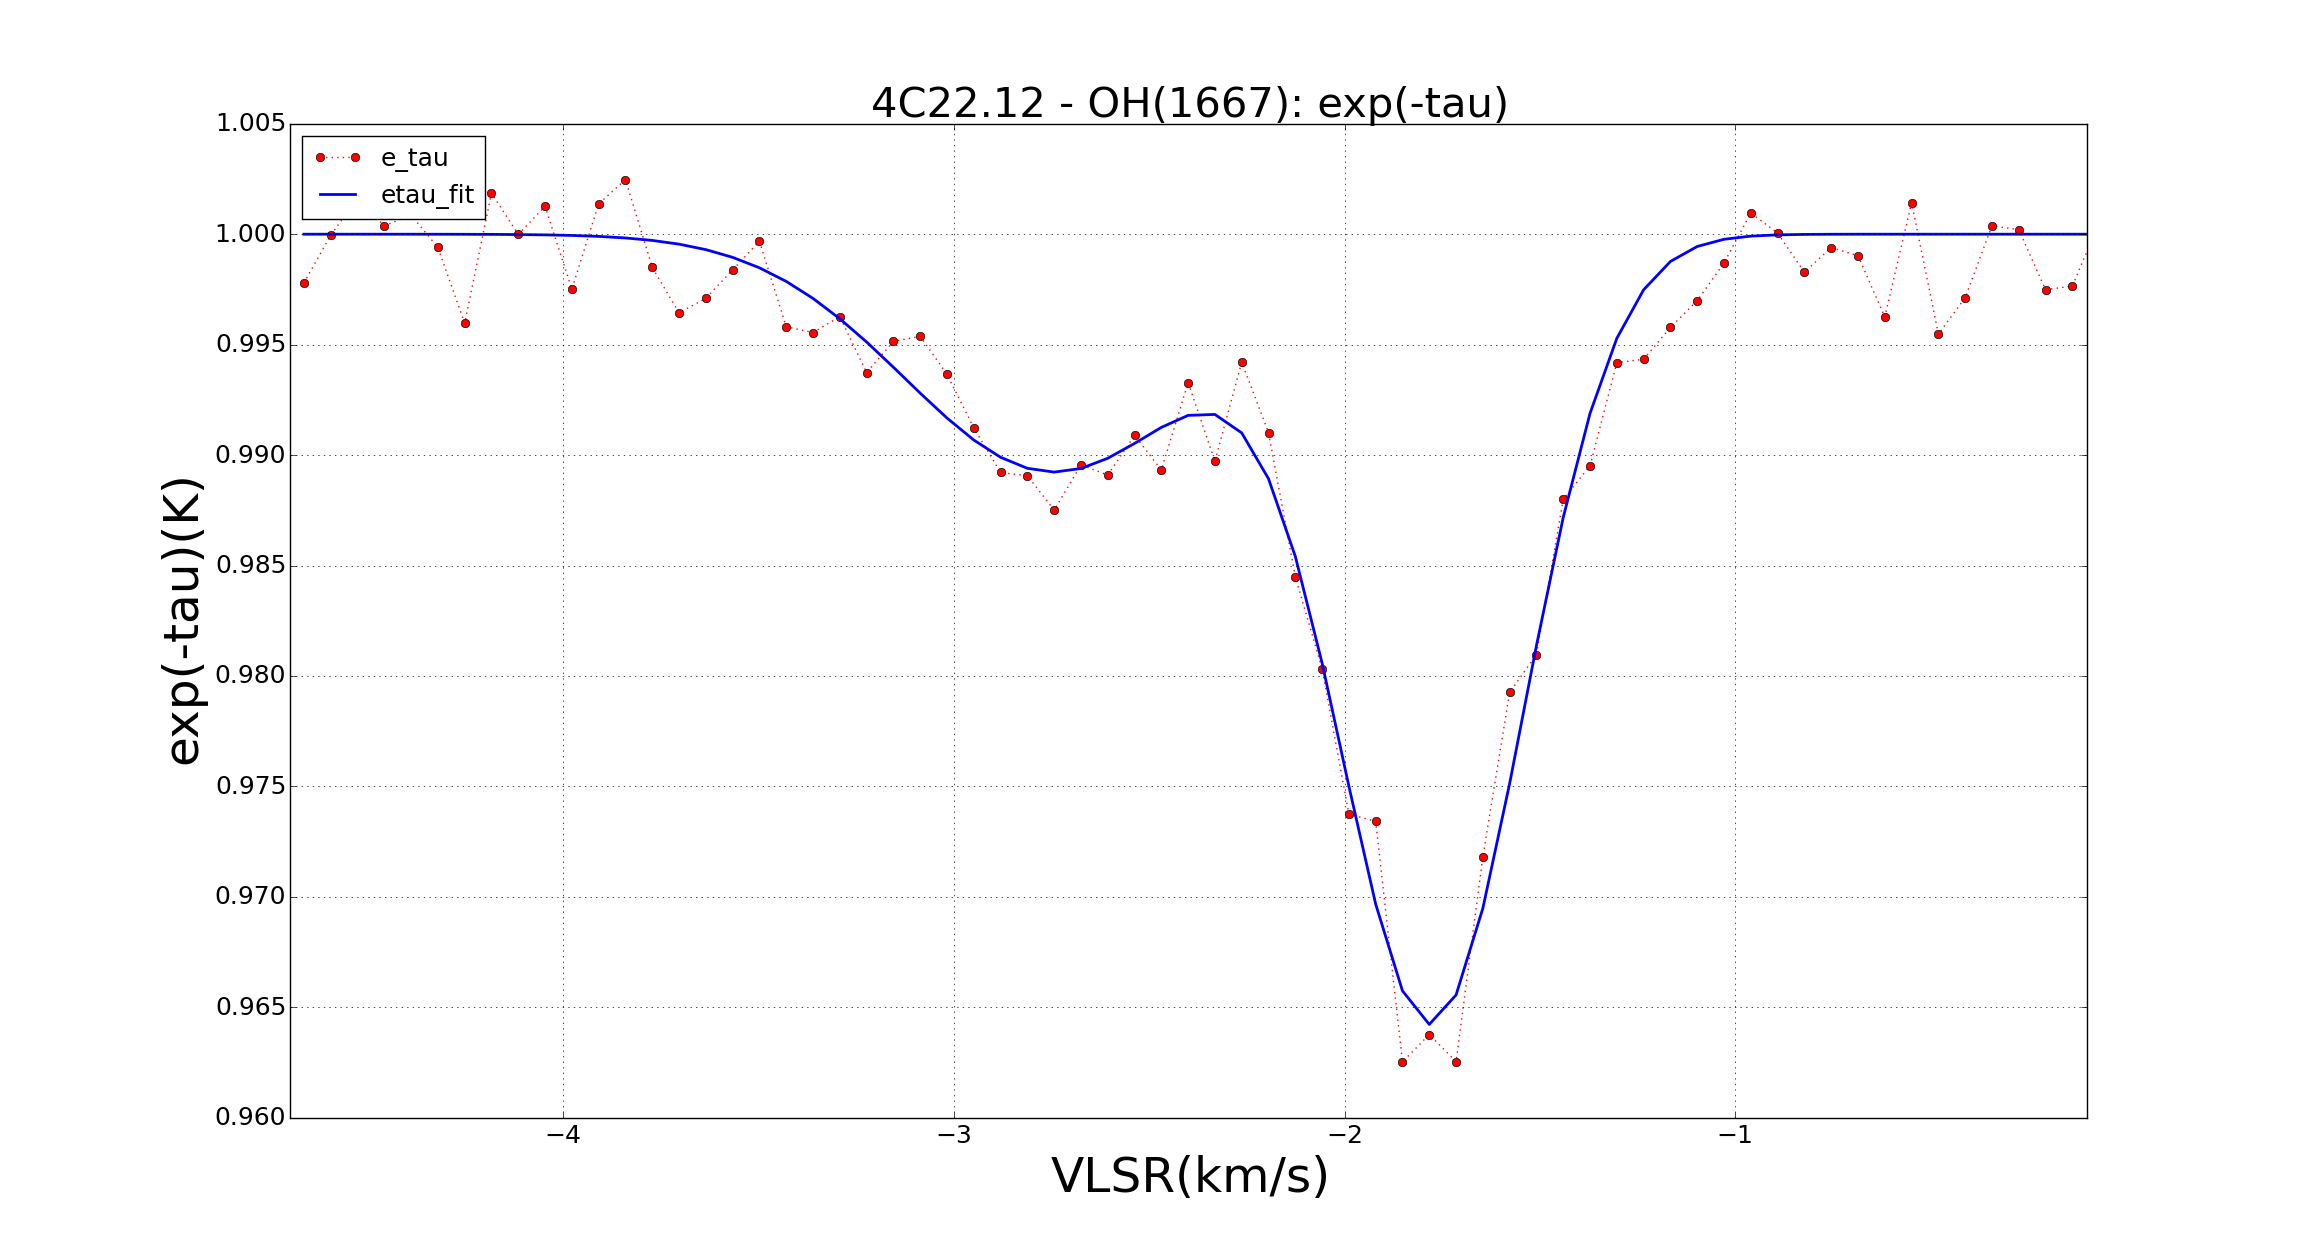 4C22.12 - OH(1667): exp(-tau)
e_tau
etau_fit
1.005
1.000
0.995
0.990
0.985
0.980
0.975
0.970
0.965
0.960
exp(-tau)(K)
−4 −3 −2 −1
VLSR(km/s)